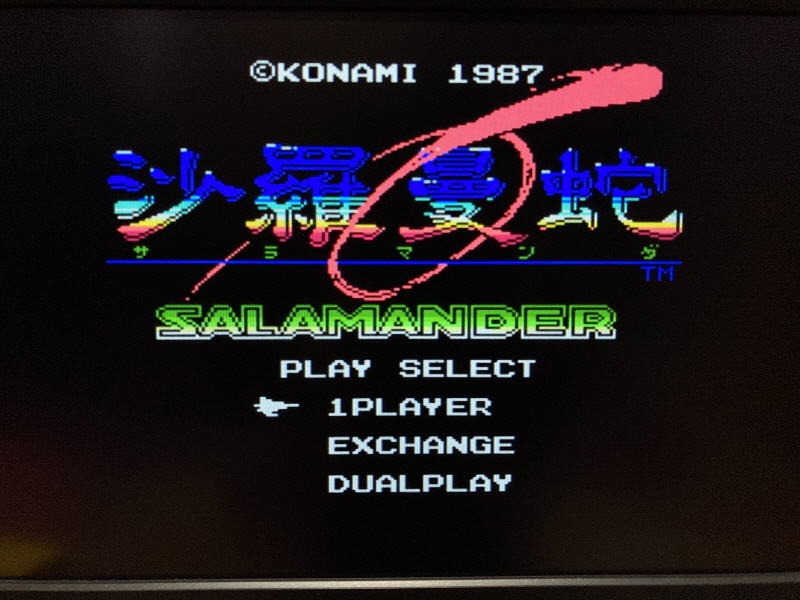 ©KONAMI 1987
沙羅曼蛇
サラマンダ
TM
SALAMANDER
PLAY SELECT
1PLAYER
EXCHANGE
DUALPLAY